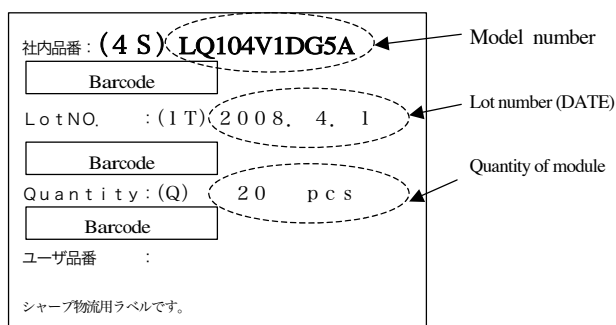 社内品番：(４Ｓ) LQ104V1DG5A
Model number
Barcode
ＬｏｔＮＯ. ：(１Ｔ) ２００８. ４. １
Lot number (DATE)
Barcode
Quantity of module
Ｑｕａｎｔｉｔｙ：(Ｑ) ２０ ｐｃｓ
Barcode
ユーザ品番 ：
シャープ物流用ラベルです。